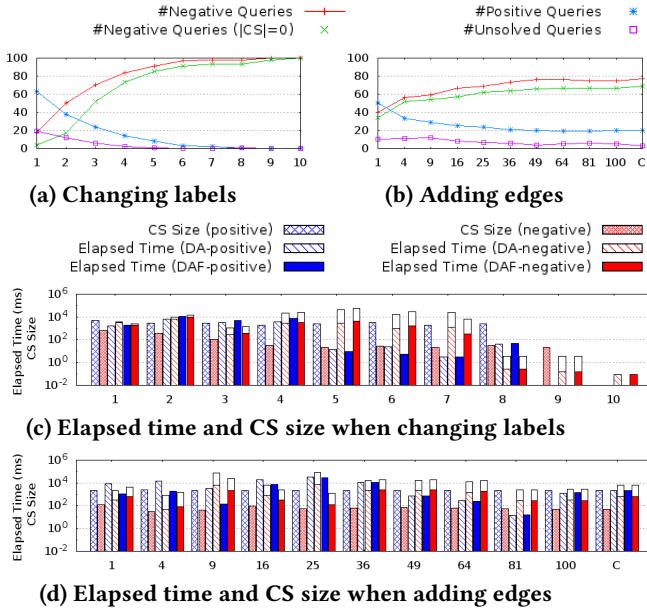 #Negative Queries
#Negative Queries (|CS|=0)
#Positive Queries
#Unsolved Queries
100
80
60
40
20
0
1 2 3 4 5 6 7 8 9 10
(a) Changing labels
100
80
60
40
20
0
1 4 9 16 25 36 49 64 81 100 C
(b) Adding edges
CS Size (positive)
Elapsed Time (DA-positive)
Elapsed Time (DAF-positive)
CS Size (negative)
Elapsed Time (DA-negative)
Elapsed Time (DAF-negative)
Elapsed Time (ms)
CS Size
10^6
10^4
10^2
10^0
10^-2
1 2 3 4 5 6 7 8 9 10
(c) Elapsed time and CS size when changing labels
Elapsed Time (ms)
CS Size
10^6
10^4
10^2
10^0
10^-2
1 4 9 16 25 36 49 64 81 100 C
(d) Elapsed time and CS size when adding edges